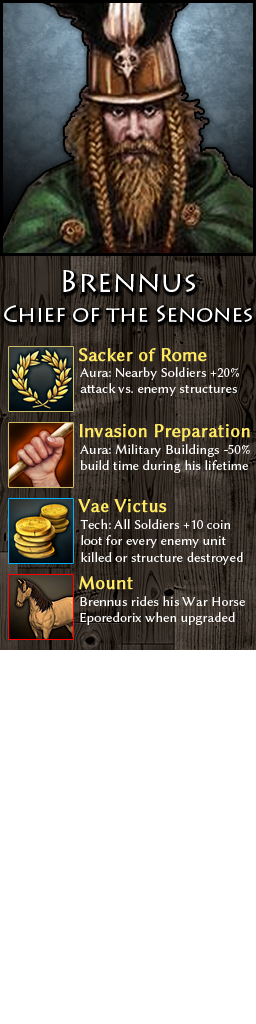 Brennus
Chief of the Senones
Sacker of Rome
Aura: Nearby Soldiers +20%
attack vs. enemy structures
Invasion Preparation
Aura: Military Buildings -50%
build time during his lifetime
Vae Victus
Tech: All Soldiers +10 coin
loot for every enemy unit
killed or structure destroyed
Mount
Brennus rides his War Horse
Eporedorix when upgraded